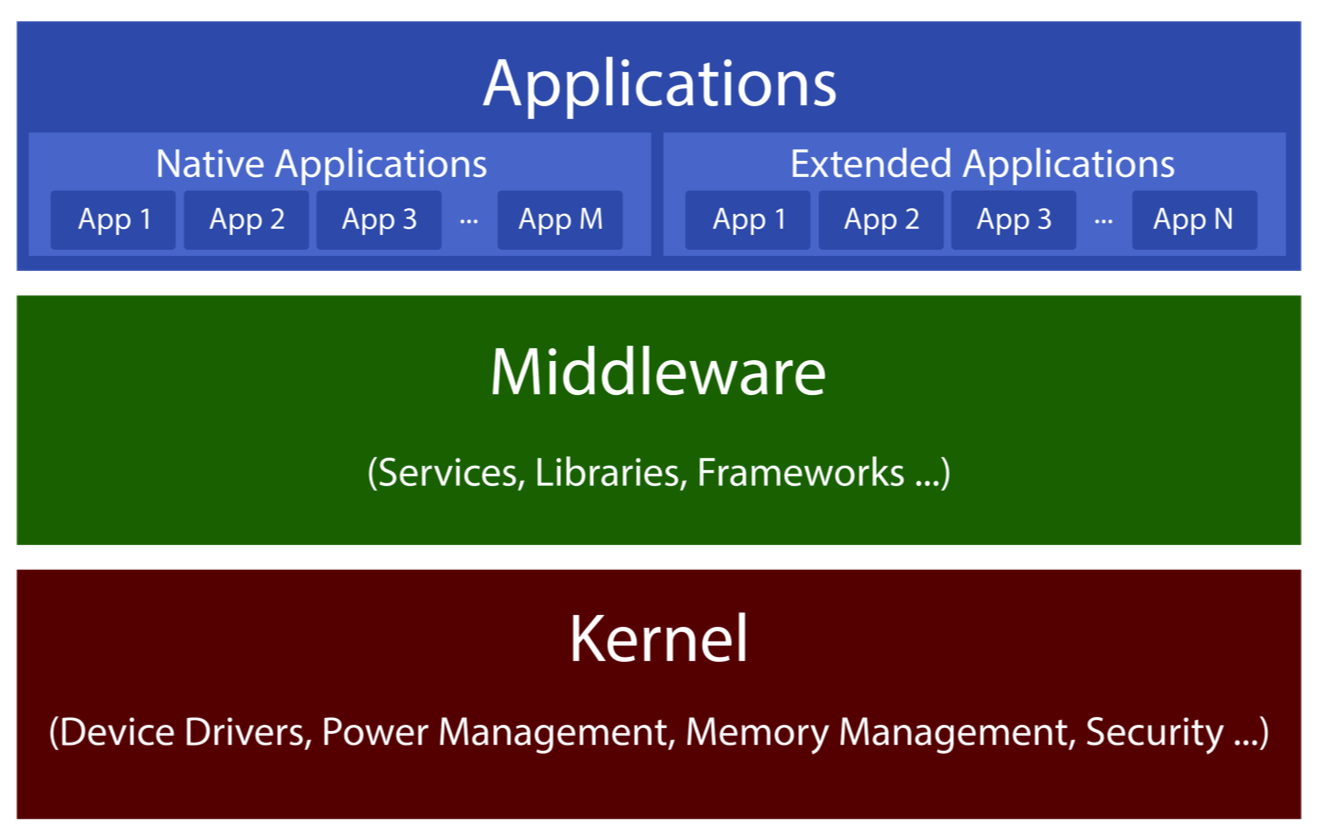 Applications
Native Applications
App 1 App 2 App 3 ... App M
Extended Applications
App 1 App 2 App 3 ... App N
Middleware
(Services, Libraries, Frameworks ...)
Kernel
(Device Drivers, Power Management, Memory Management, Security ...)